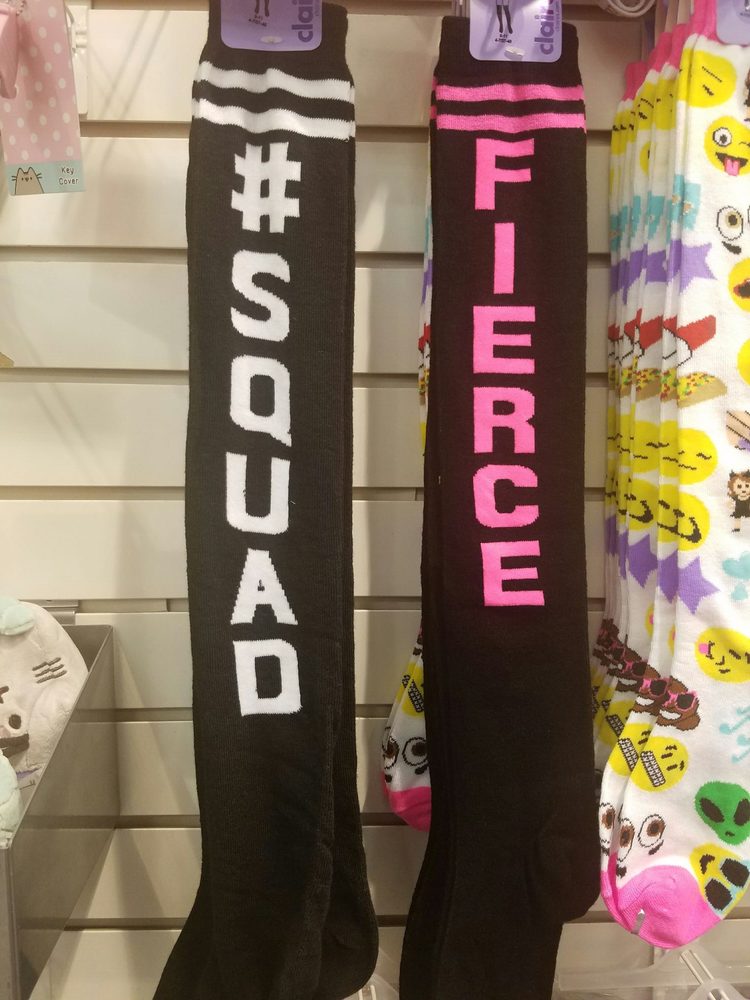 claire
claire
#SQUAD
FIERCE
Key
Cover